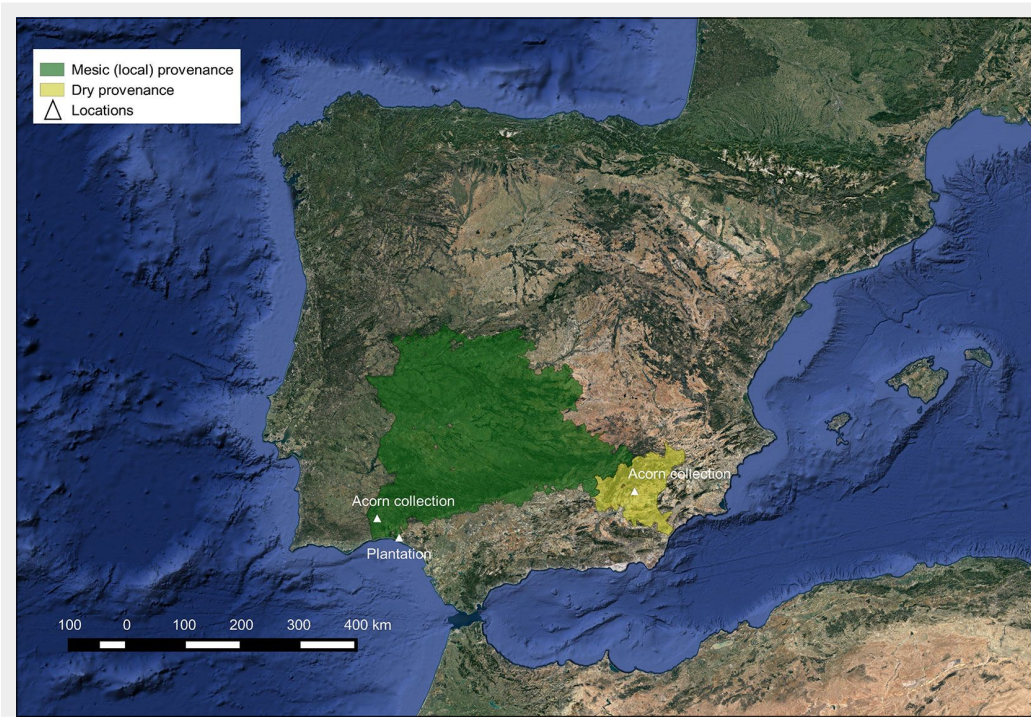 Mesic (local) provenance
Dry provenance
Locations
Acorn collection
Acorn collection
Plantation
100 0 100 200 300 400 km